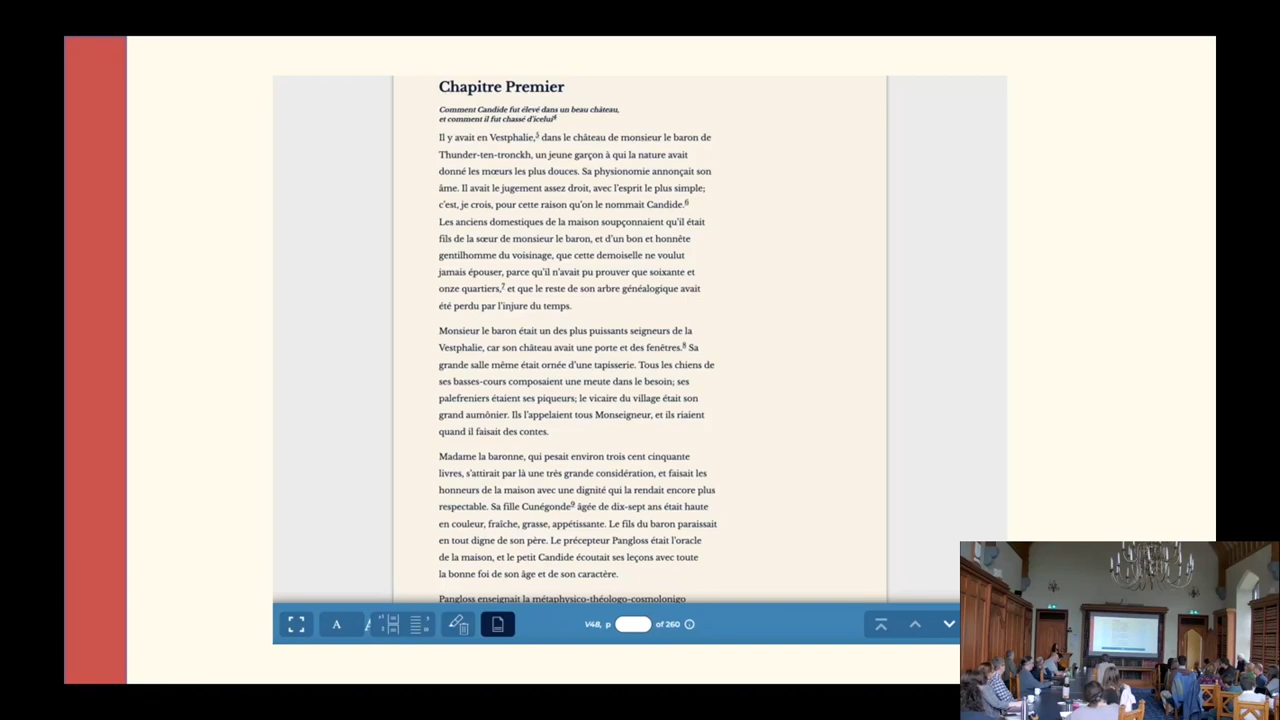 Chapitre Premier
Comment Candide fut élevé dans un beau château,
et comment il fut chassé d'icelui⁴
Il y avait en Vestphalie,⁵ dans le château de monsieur le baron de
Thunder-ten-tronckh, un jeune garçon à qui la nature avait
donné les mœurs les plus douces. Sa physionomie annonçait son
âme. Il avait le jugement assez droit, avec l'esprit le plus simple;
c'est, je crois, pour cette raison qu'on le nommait Candide.⁶
Les anciens domestiques de la maison soupçonnaient qu'il était
fils de la sœur de monsieur le baron, et d'un bon et honnête
gentilhomme du voisinage, que cette demoiselle ne voulut
jamais épouser, parce qu'il n'avait pu prouver que soixante et
onze quartiers,⁷ et que le reste de son arbre généalogique avait
été perdu par l'injure du temps.
Monsieur le baron était un des plus puissants seigneurs de la
Vestphalie, car son château avait une porte et des fenêtres.⁸ Sa
grande salle même était ornée d'une tapisserie. Tous les chiens de
ses basses-cours composaient une meute dans le besoin; ses
palefreniers étaient ses piqueurs; le vicaire du village était son
grand aumônier. Ils l'appelaient tous Monseigneur, et ils riaient
quand il faisait des contes.
Madame la baronne, qui pesait environ trois cent cinquante
livres, s'attirait par là une très grande considération, et faisait les
honneurs de la maison avec une dignité qui la rendait encore plus
respectable. Sa fille Cunégonde⁹ âgée de dix-sept ans était haute
en couleur, fraîche, grasse, appétissante. Le fils du baron paraissait
en tout digne de son père. Le précepteur Pangloss était l'oracle
de la maison, et le petit Candide écoutait ses leçons avec toute
la bonne foi de son âge et de son caractère.
Pangloss enseignait la métaphysico-théologo-cosmolonigo
A
V48, p of 260